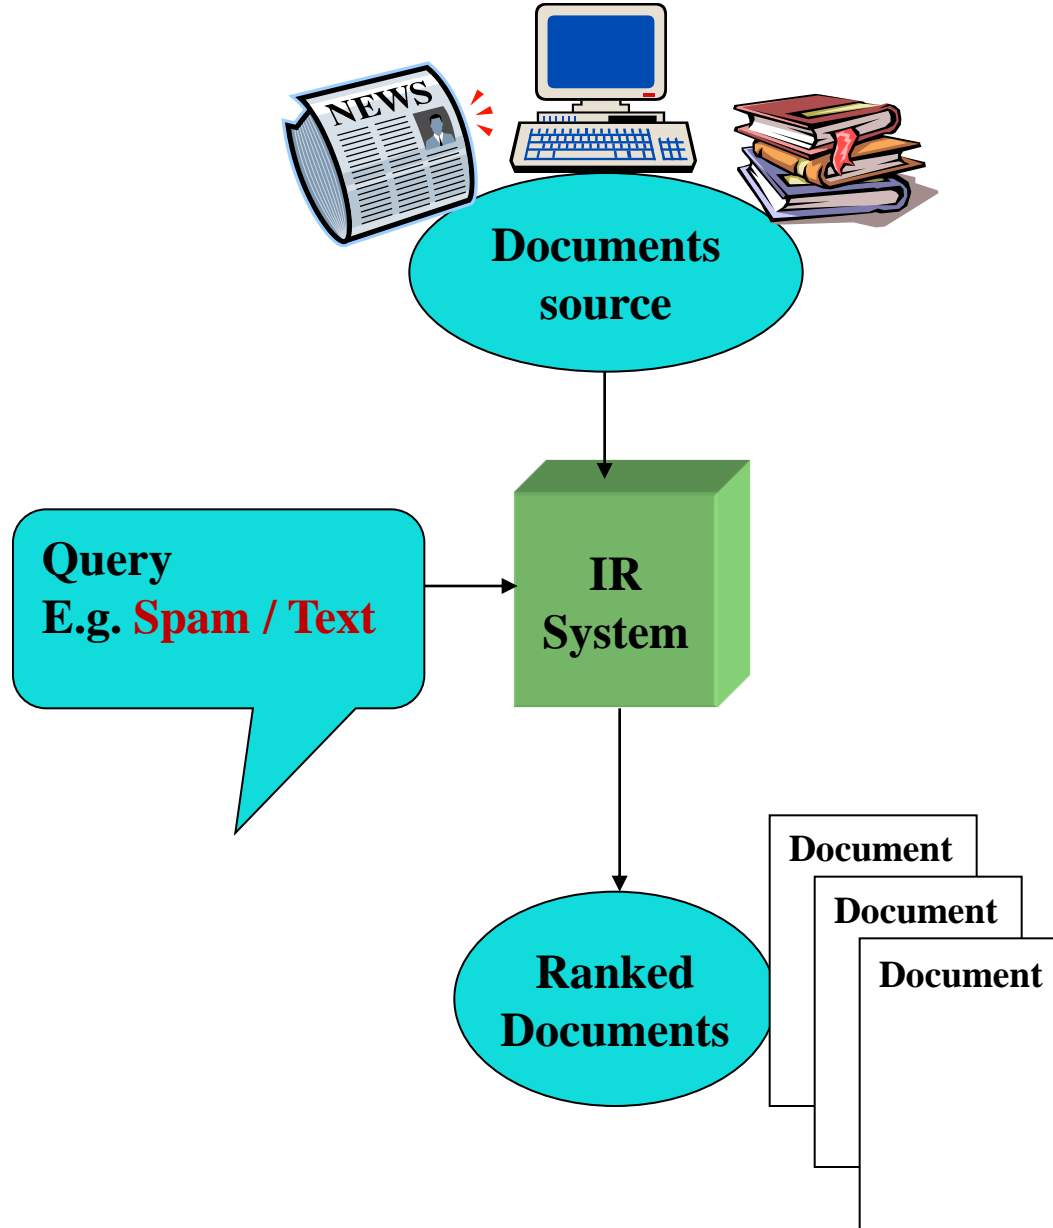 NEWS
Documents
source
Query
E.g. Spam / Text
IR
System
Document
Document
Document
Ranked
Documents